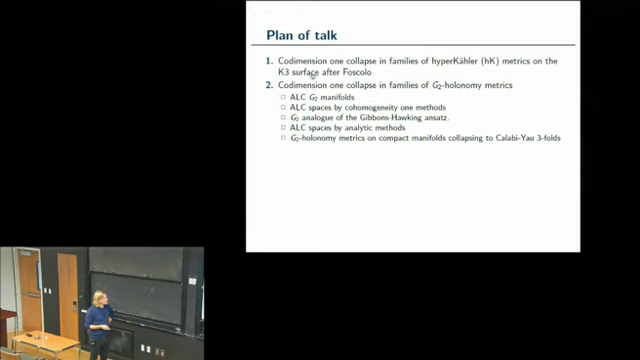 Plan of talk
1. Codimension one collapse in families of hyperKähler (hK) metrics on the
K3 surface after Foscolo
2. Codimension one collapse in families of G₂-holonomy metrics
□ ALC G₂ manifolds
□ ALC spaces by cohomogeneity one methods
□ G₂ analogue of the Gibbons-Hawking ansatz.
□ ALC spaces by analytic methods
□ G₂-holonomy metrics on compact manifolds collapsing to Calabi-Yau 3-folds